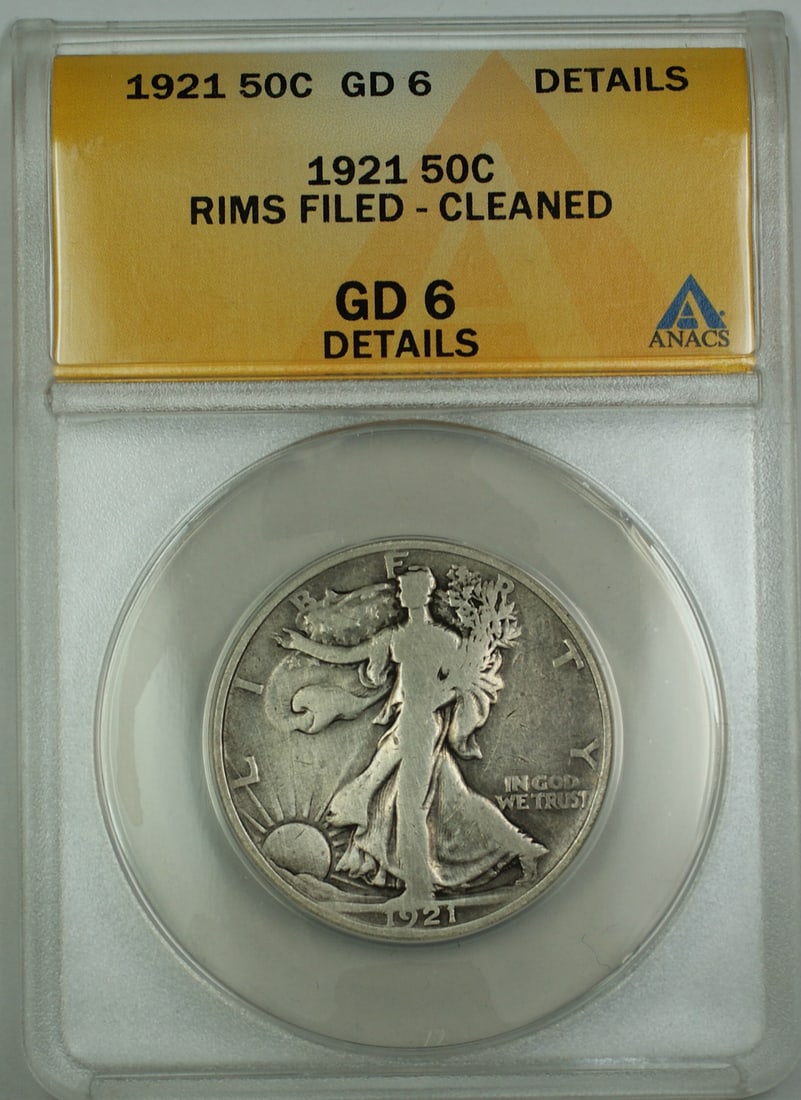 1921 50C GD 6 DETAILS
1921 50C
RIMS FILED - CLEANED
GD 6
DETAILS
ANACS
LIBERTY
IN GOD
WE TRUST
1921